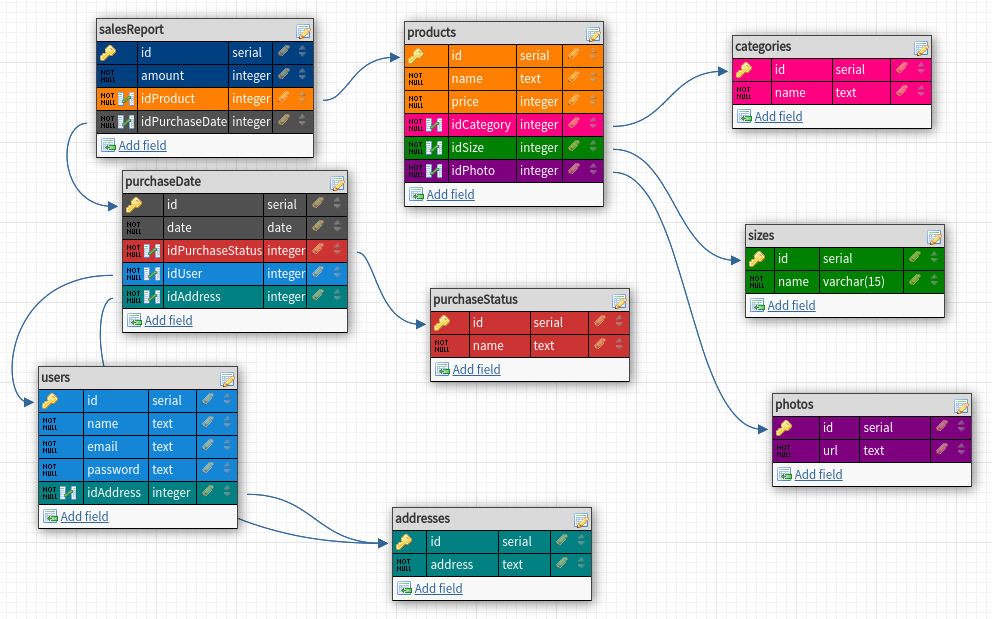 salesReport
id serial
NOT NULL amount integer
NOT NULL idProduct integer
NOT NULL idPurchaseDate integer
Add field
products
id serial
NOT NULL name text
NOT NULL price integer
NOT NULL idCategory integer
NOT NULL idSize integer
NOT NULL idPhoto integer
Add field
categories
id serial
NOT NULL name text
Add field
purchaseDate
id serial
NOT NULL date date
NOT NULL idPurchaseStatus integer
NOT NULL idUser integer
NOT NULL idAddress integer
Add field
sizes
id serial
NOT NULL name varchar(15)
Add field
purchaseStatus
id serial
NOT NULL name text
Add field
users
id serial
NOT NULL name text
NOT NULL email text
NOT NULL password text
NOT NULL idAddress integer
Add field
photos
id serial
NOT NULL url text
Add field
addresses
id serial
NOT NULL address text
Add field